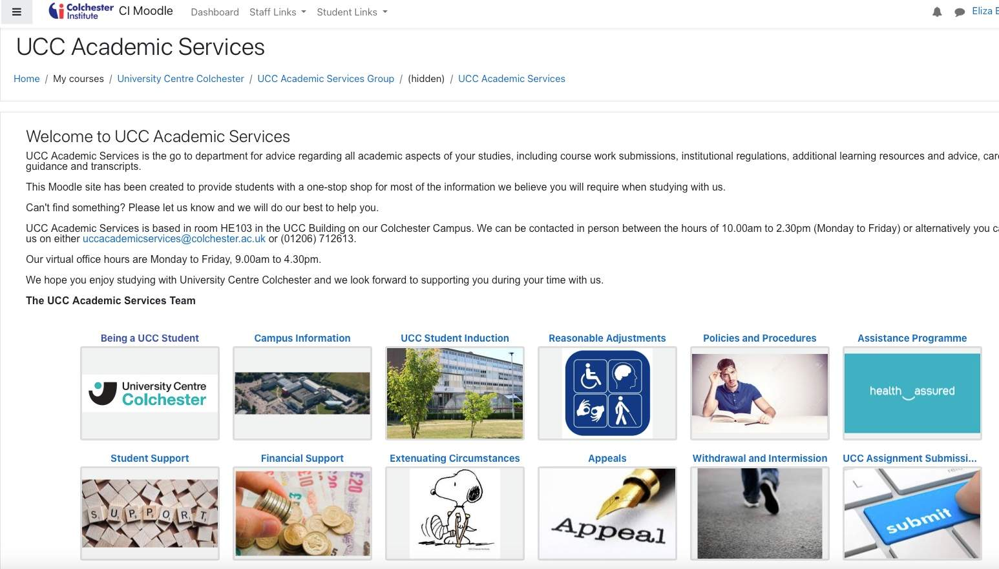 Colchester
Institute
CI Moodle
Dashboard
Staff Links
Student Links
Eliza
UCC Academic Services
Home / My courses / University Centre Colchester / UCC Academic Services Group / (hidden) / UCC Academic Services
Welcome to UCC Academic Services
UCC Academic Services is the go to department for advice regarding all academic aspects of your studies, including course work submissions, institutional regulations, additional learning resources and advice,
guidance and transcripts.
This Moodle site has been created to provide students with a one-stop shop for most of the information we believe you will require when studying with us.
Can't find something? Please let us know and we will do our best to help you.
UCC Academic Services is based in room HE103 in the UCC Building on our Colchester Campus. We can be contacted in person between the hours of 10.00am to 2.30pm (Monday to Friday) or alternatively you
us on either uccacademicservices@colchester.ac.uk or (01206) 712613.
Our virtual office hours are Monday to Friday, 9.00am to 4.30pm.
We hope you enjoy studying with University Centre Colchester and we look forward to supporting you during your time with us.
The UCC Academic Services Team
Being a UCC Student
Campus Information
UCC Student Induction
Reasonable Adjustments
Policies and Procedures
Assistance Programme
University Centre
Colchester
health assured
Student Support
Financial Support
Extenuating Circumstances
Appeals
Withdrawal and Intermission
UCC Assignment Submissi...
SUPPORT
£10
£20
Appeal
submit